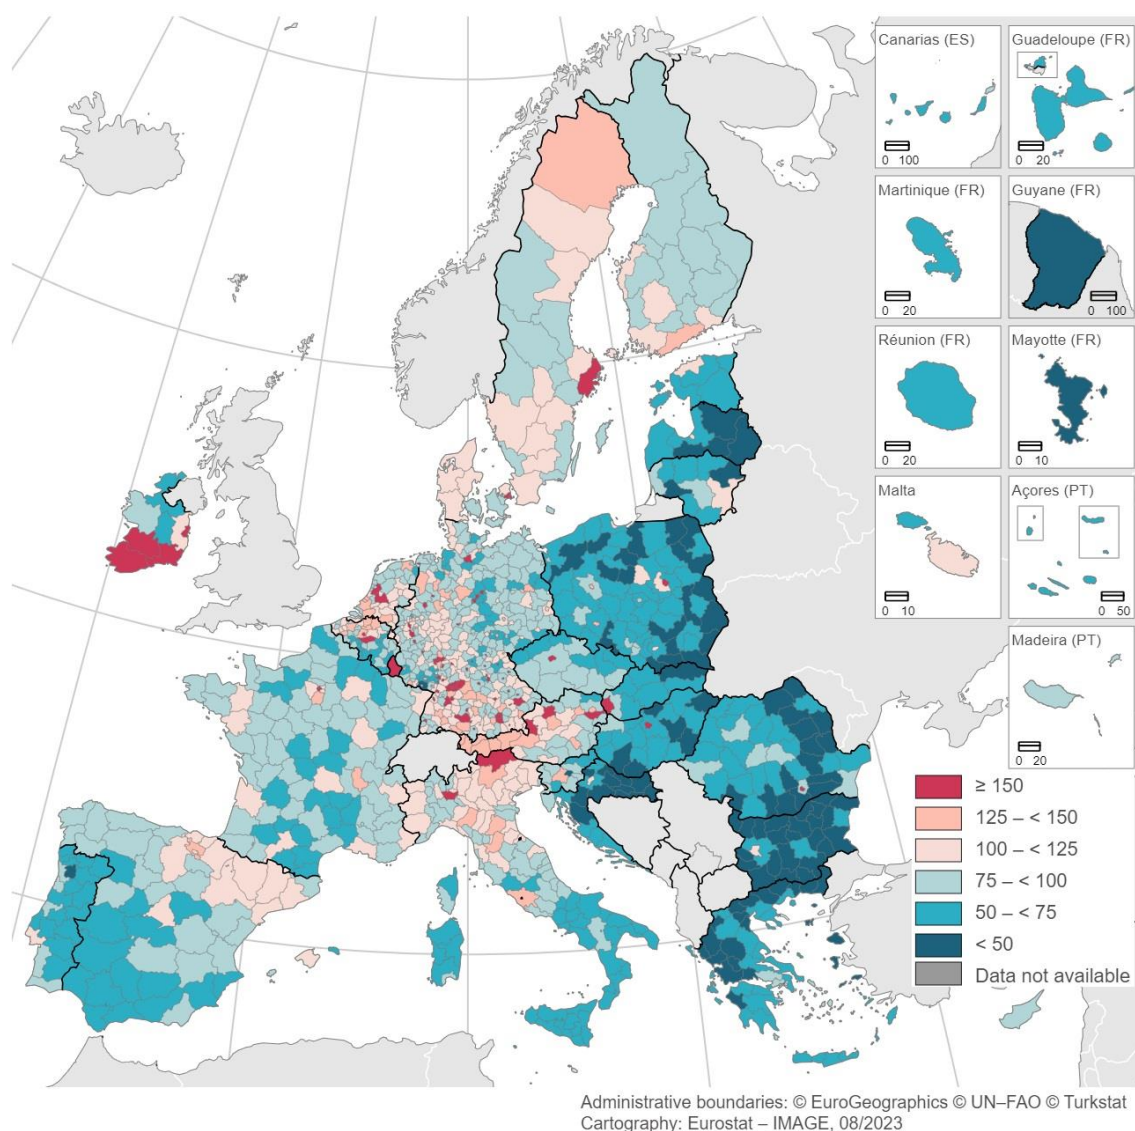 Canarias (ES)
0 100
Guadeloupe (FR)
0 20
Martinique (FR)
0 20
Guyane (FR)
0 100
Réunion (FR)
0 20
Mayotte (FR)
0 10
Malta
0 10
Açores (PT)
0 50
Madeira (PT)
0 20
≥ 150
125 – < 150
100 – < 125
75 – < 100
50 – < 75
< 50
Data not available
Administrative boundaries: © EuroGeographics © UN–FAO © Turkstat
Cartography: Eurostat – IMAGE, 08/2023